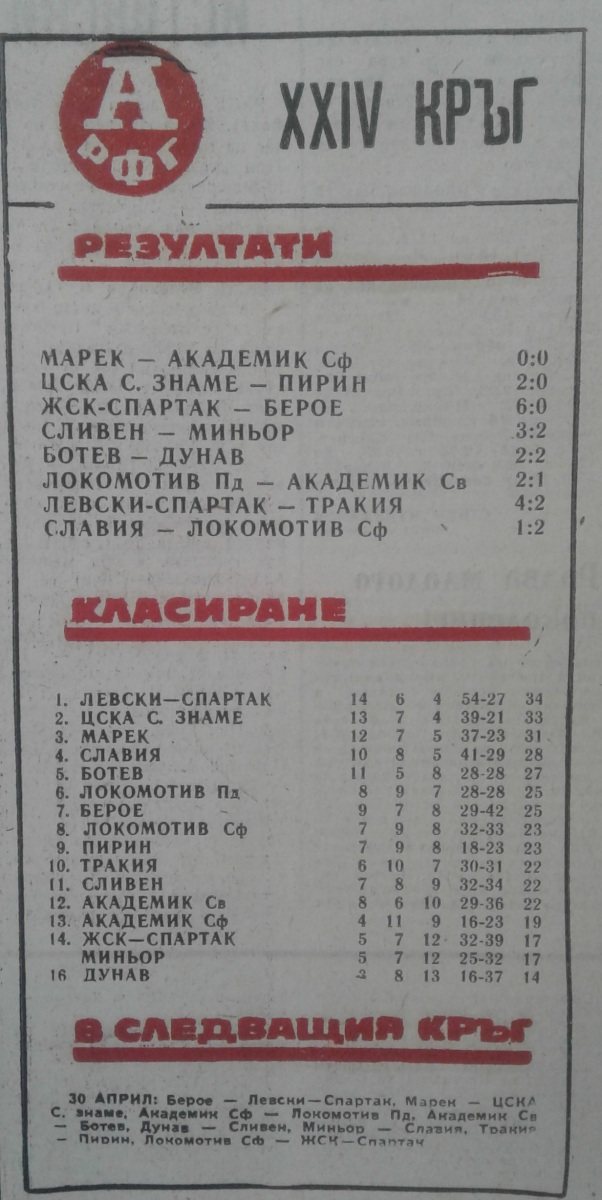 А
РФГ
XXIV КРЪГ
РЕЗУЛТАТИ
МАРЕК — АКАДЕМИК Сф 0:0
ЦСКА С. ЗНАМЕ — ПИРИН 2:0
ЖСК-СПАРТАК — БЕРОЕ 6:0
СЛИВЕН — МИНЬОР 3:2
БОТЕВ — ДУНАВ 2:2
ЛОКОМОТИВ Пд — АКАДЕМИК Св 2:1
ЛЕВСКИ-СПАРТАК — ТРАКИЯ 4:2
СЛАВИЯ — ЛОКОМОТИВ Сф 1:2
КЛАСИРАНЕ
1. ЛЕВСКИ—СПАРТАК 14 6 4 54-27 34
2. ЦСКА С. ЗНАМЕ 13 7 4 39-21 33
3. МАРЕК 12 7 5 37-23 31
4. СЛАВИЯ 10 8 5 41-29 28
5. БОТЕВ 11 5 8 28-28 27
6. ЛОКОМОТИВ Пд 8 9 7 28-28 25
7. БЕРОЕ 9 7 8 29-42 25
8. ЛОКОМОТИВ Сф 7 9 8 32-33 23
9. ПИРИН 7 9 8 18-23 23
10. ТРАКИЯ 6 10 7 30-31 22
11. СЛИВЕН 7 8 9 32-34 22
12. АКАДЕМИК Св 8 6 10 29-36 22
13. АКАДЕМИК Сф 4 11 9 16-23 19
14. ЖСК—СПАРТАК 5 7 12 32-39 17
МИНЬОР 5 7 12 25-32 17
16 ДУНАВ 3 8 13 16-37 14
В СЛЕДВАЩИЯ КРЪГ
30 АПРИЛ: Берое — Левски—Спартак, Марек — ЦСКА
С. знаме, Академик Сф — Локомотив Пд, Академик Св
— Ботев, Дунав — Сливен, Миньор — Славия, Тракия
— Пирин, Локомотив Сф — ЖСК—Спартак